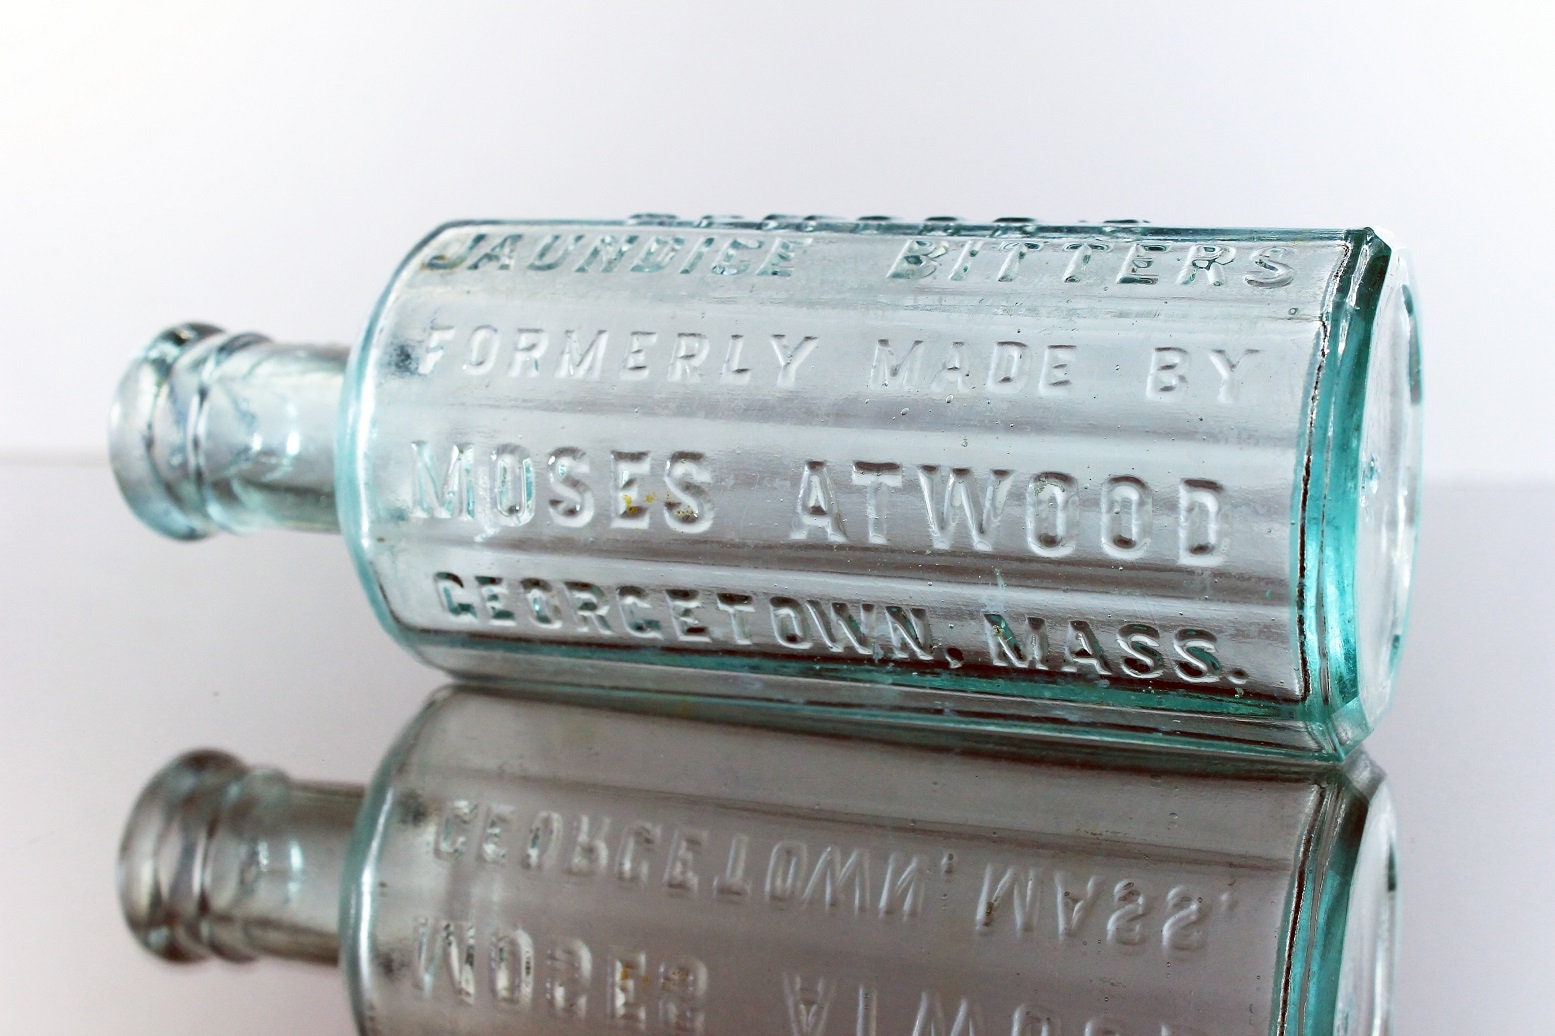 JAUNDICE BITTERS
FORMERLY MADE BY
MOSES ATWOOD
GEORGETOWN, MASS.